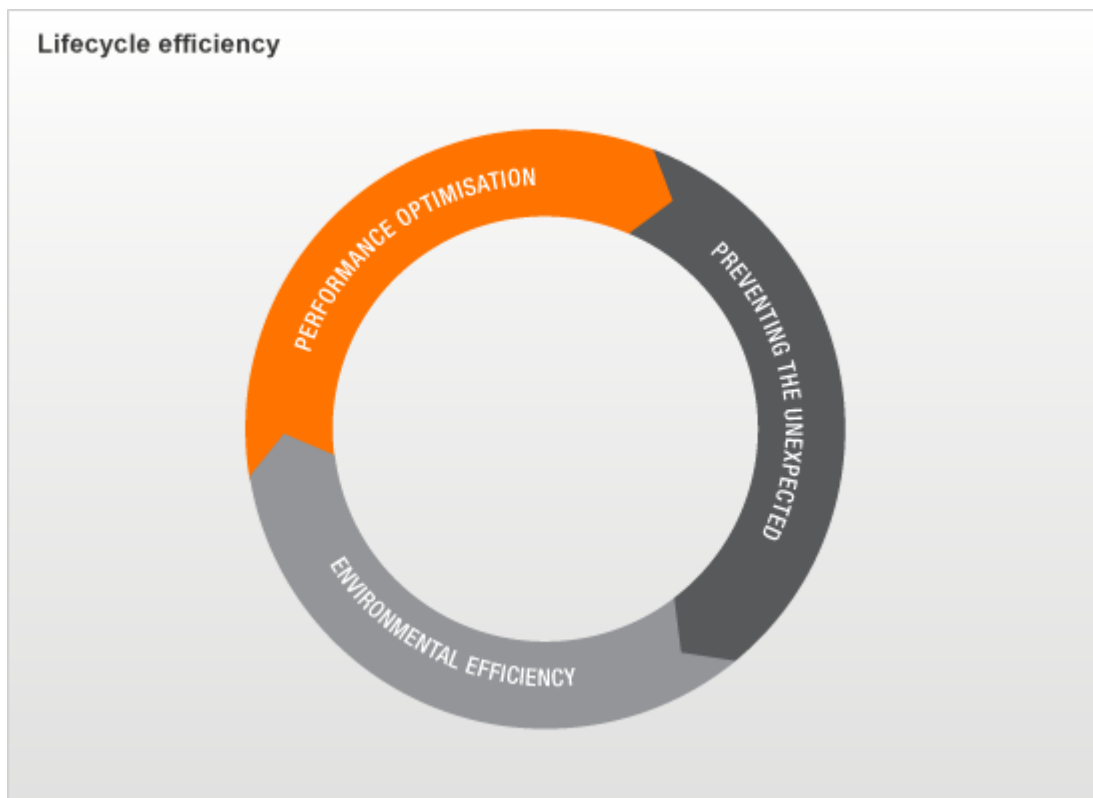 Lifecycle efficiency
PERFORMANCE OPTIMISATION
PREVENTING THE UNEXPECTED
ENVIRONMENTAL EFFICIENCY